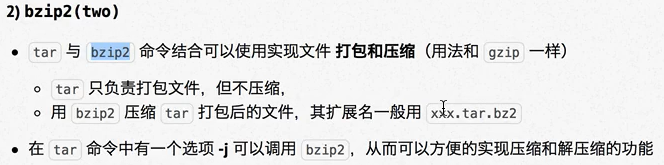 2) bzip2(two)
• tar 与 bzip2 命令结合可以使用实现文件 打包和压缩（用法和 gzip 一样）
◦ tar 只负责打包文件，但不压缩，
◦ 用 bzip2 压缩 tar 打包后的文件，其扩展名一般用 xxx.tar.bz2
• 在 tar 命令中有一个选项 -j 可以调用 bzip2，从而可以方便的实现压缩和解压缩的功能